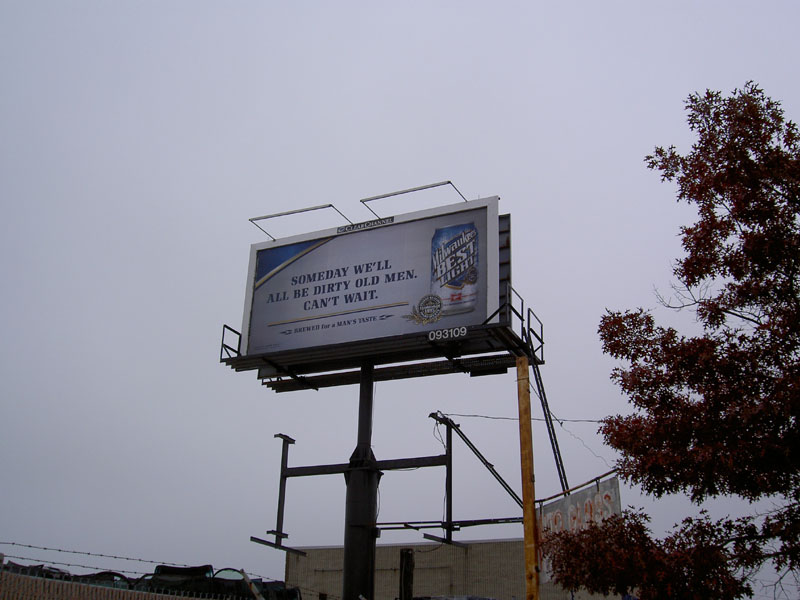 CLEAR CHANNEL
SOMEDAY WE'LL
ALL BE DIRTY OLD MEN.
CAN'T WAIT.
BREWED for a MAN'S TASTE
Milwaukee's
BEST
LIGHT
093109